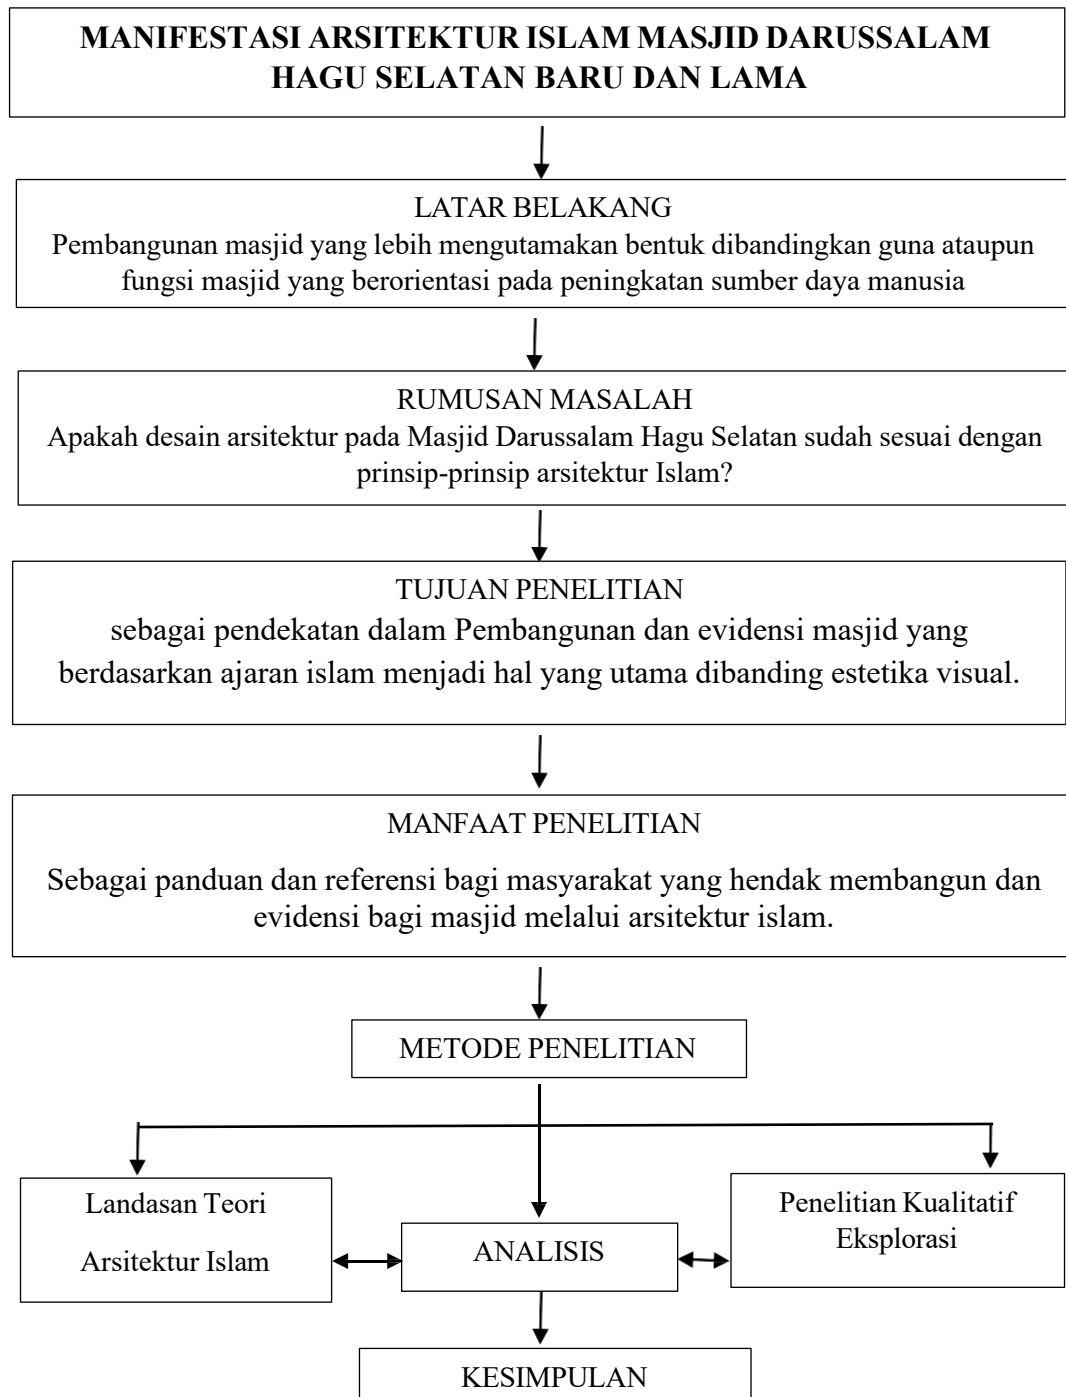 MANIFESTASI ARSITEKTUR ISLAM MASJID DARUSSALAM
HAGU SELATAN BARU DAN LAMA
LATAR BELAKANG
Pembangunan masjid yang lebih mengutamakan bentuk dibandingkan guna ataupun
fungsi masjid yang berorientasi pada peningkatan sumber daya manusia
RUMUSAN MASALAH
Apakah desain arsitektur pada Masjid Darussalam Hagu Selatan sudah sesuai dengan
prinsip-prinsip arsitektur Islam?
TUJUAN PENELITIAN
sebagai pendekatan dalam Pembangunan dan evidensi masjid yang
berdasarkan ajaran islam menjadi hal yang utama dibanding estetika visual.
MANFAAT PENELITIAN
Sebagai panduan dan referensi bagi masyarakat yang hendak membangun dan
evidensi bagi masjid melalui arsitektur islam.
METODE PENELITIAN
Landasan Teori
Arsitektur Islam
ANALISIS
Penelitian Kualitatif
Eksplorasi
KESIMPULAN